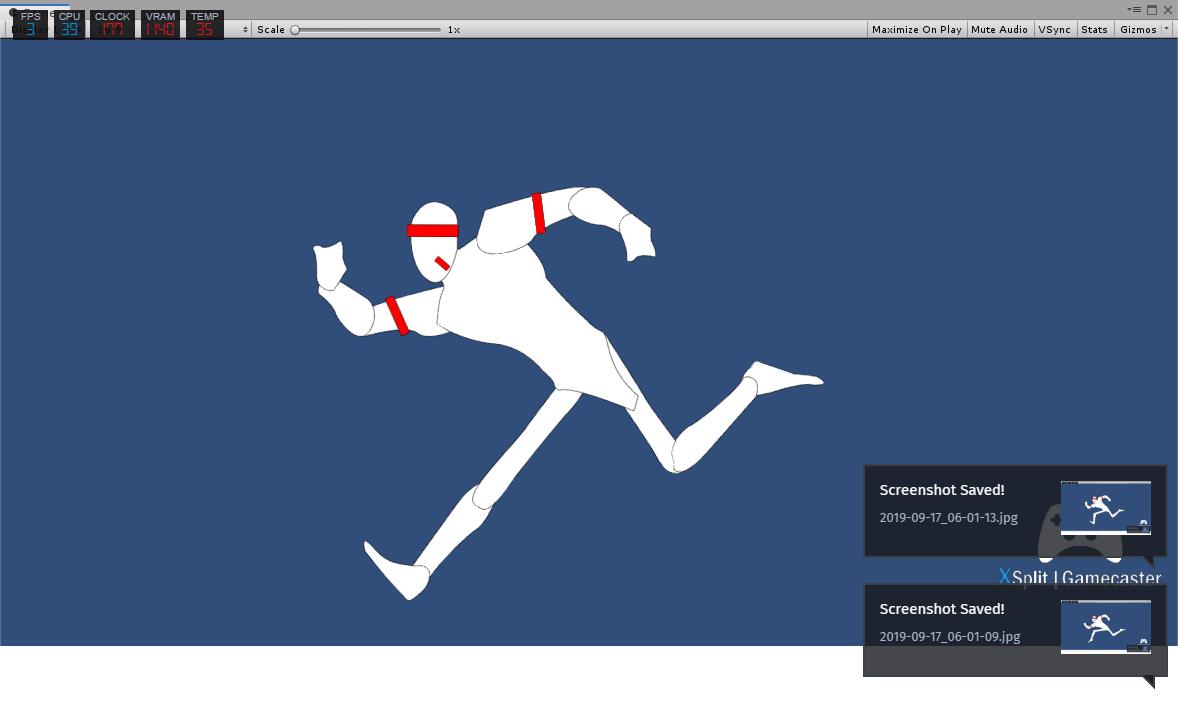 FPS CPU CLOCK VRAM TEMP
3 39 177 1140 35
Scale 1x Maximize On Play Mute Audio VSync Stats Gizmos
Screenshot Saved!
2019-09-17_06-01-13.jpg
XSplit | Gamecaster
Screenshot Saved!
2019-09-17_06-01-09.jpg